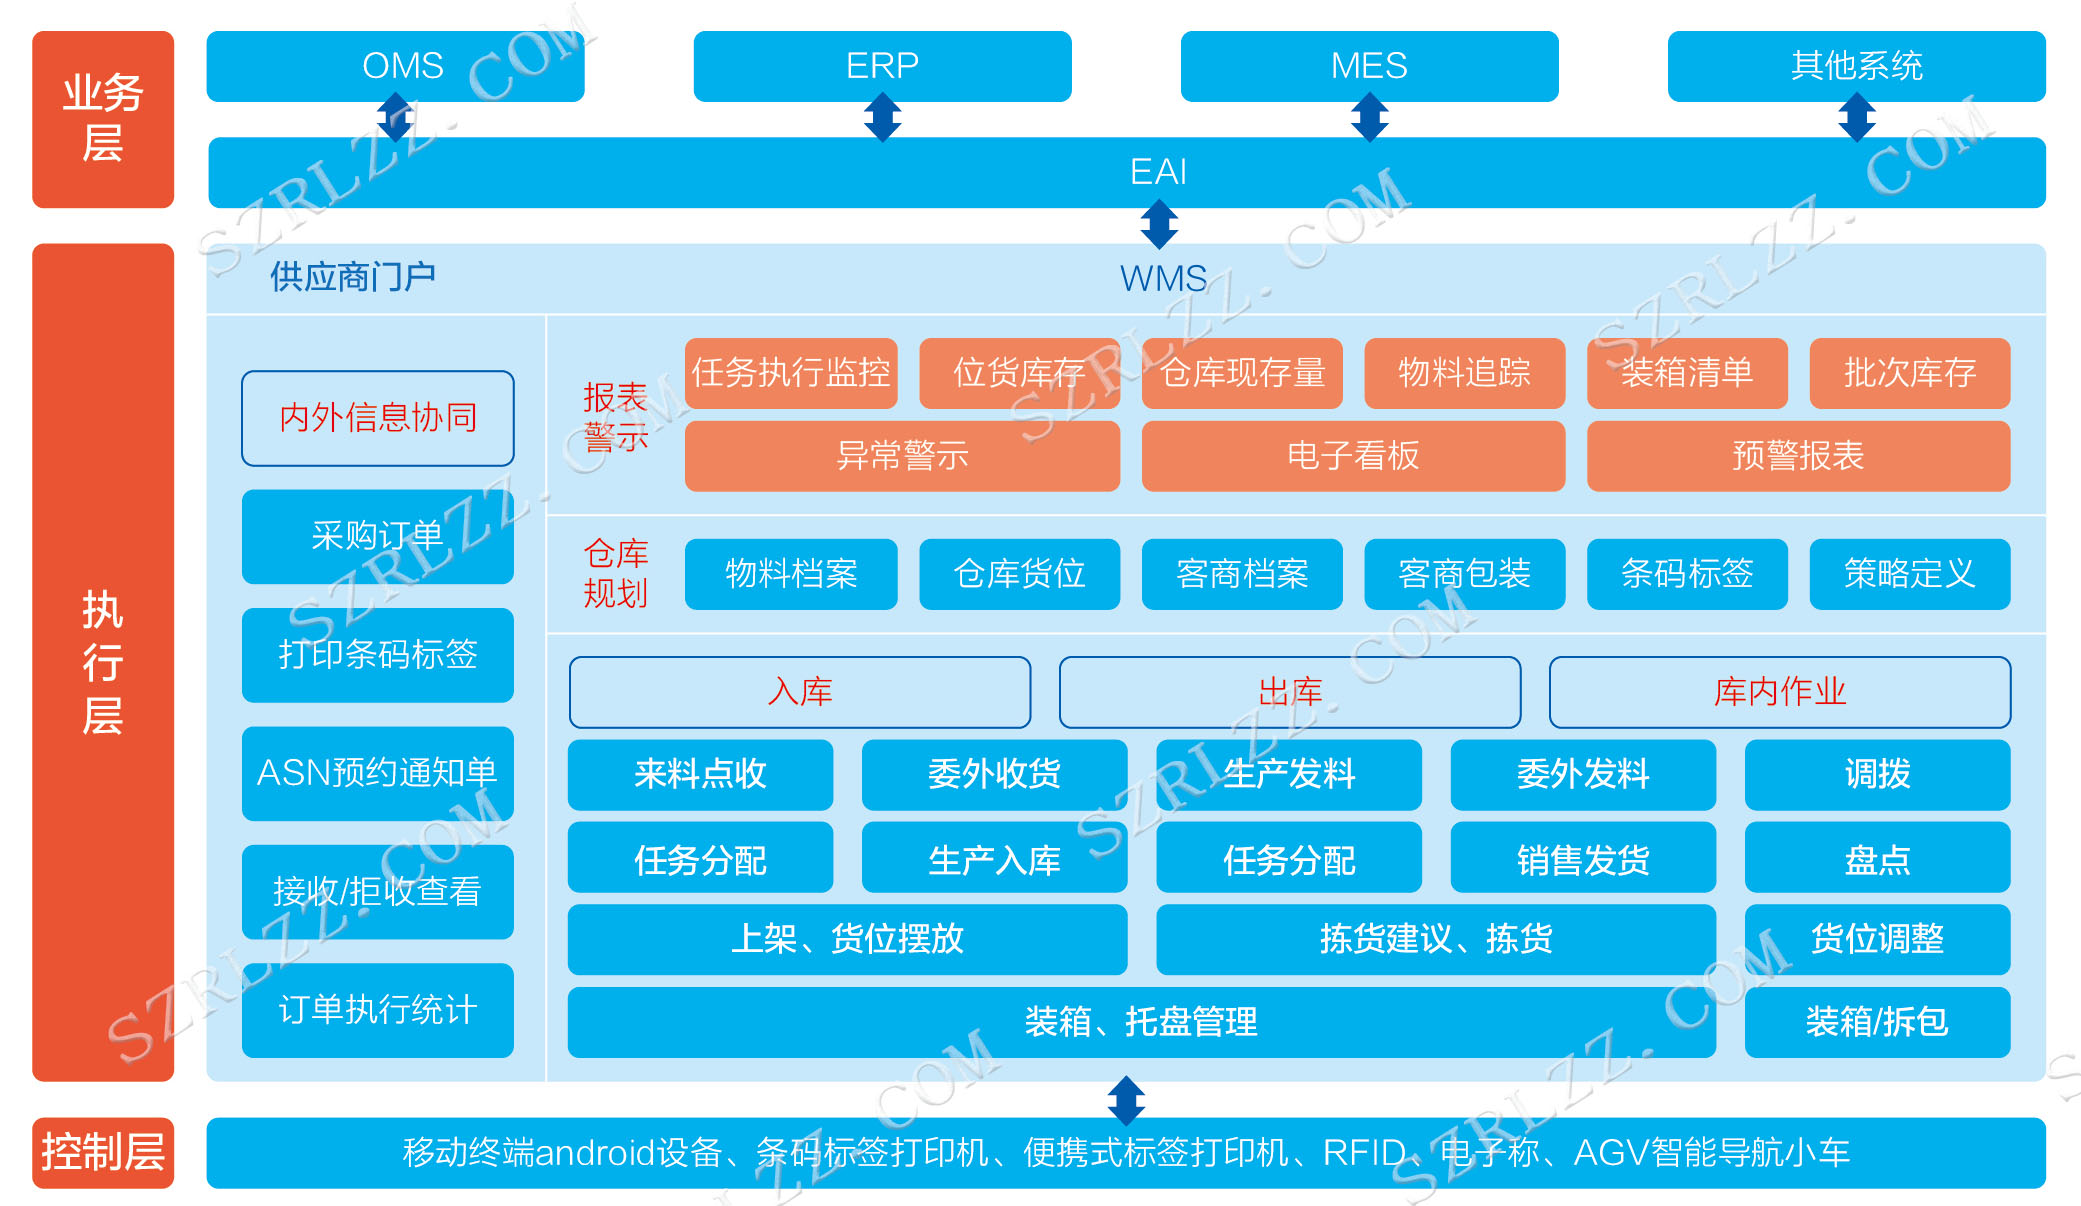 业务
层
OMS
ERP
MES
其他系统
EAI
执
行
层
供应商门户
WMS
内外信息协同
采购订单
打印条码标签
ASN预约通知单
接收/拒收查看
订单执行统计
报表
警示
任务执行监控
位货库存
仓库现存量
物料追踪
装箱清单
批次库存
异常警示
电子看板
预警报表
仓库
规划
物料档案
仓库货位
客商档案
客商包装
条码标签
策略定义
入库
出库
库内作业
来料点收
委外收货
生产发料
委外发料
调拨
任务分配
生产入库
任务分配
销售发货
盘点
上架、货位摆放
拣货建议、拣货
货位调整
装箱、托盘管理
装箱/拆包
控制层
移动终端android设备、条码标签打印机、便携式标签打印机、RFID、电子称、AGV智能导航小车
SZRLZZ.COM
SZRLZZ.COM
SZRLZZ.COM
SZRLZZ.COM
SZRLZZ.COM
SZRLZZ.COM
SZRLZZ.COM